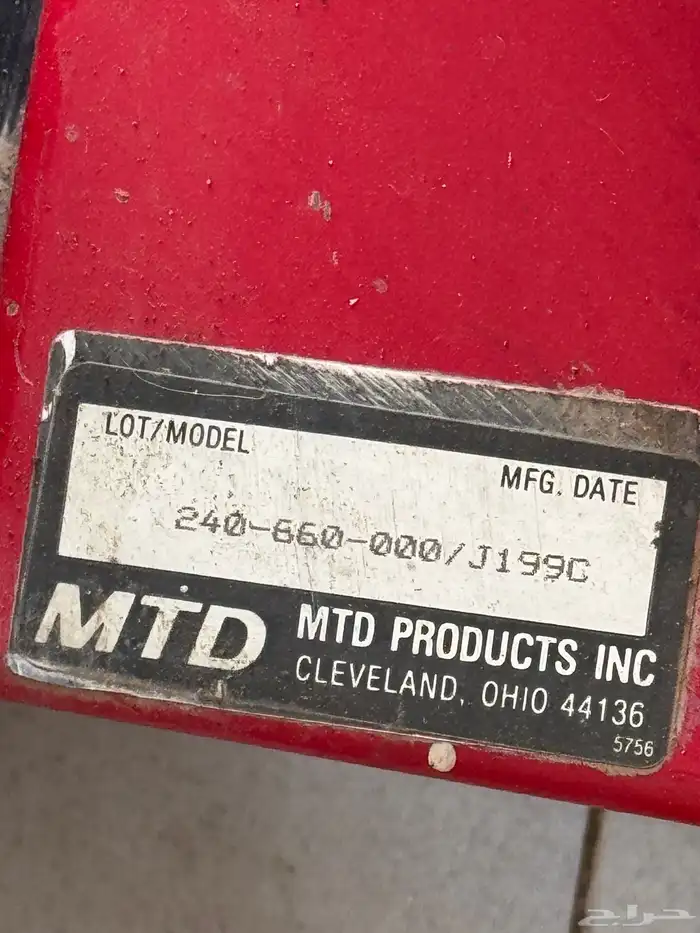 LOT/MODEL
MFG. DATE
240-660-000/J199C
MTD
MTD PRODUCTS INC
CLEVELAND, OHIO 44136
5756
حراج